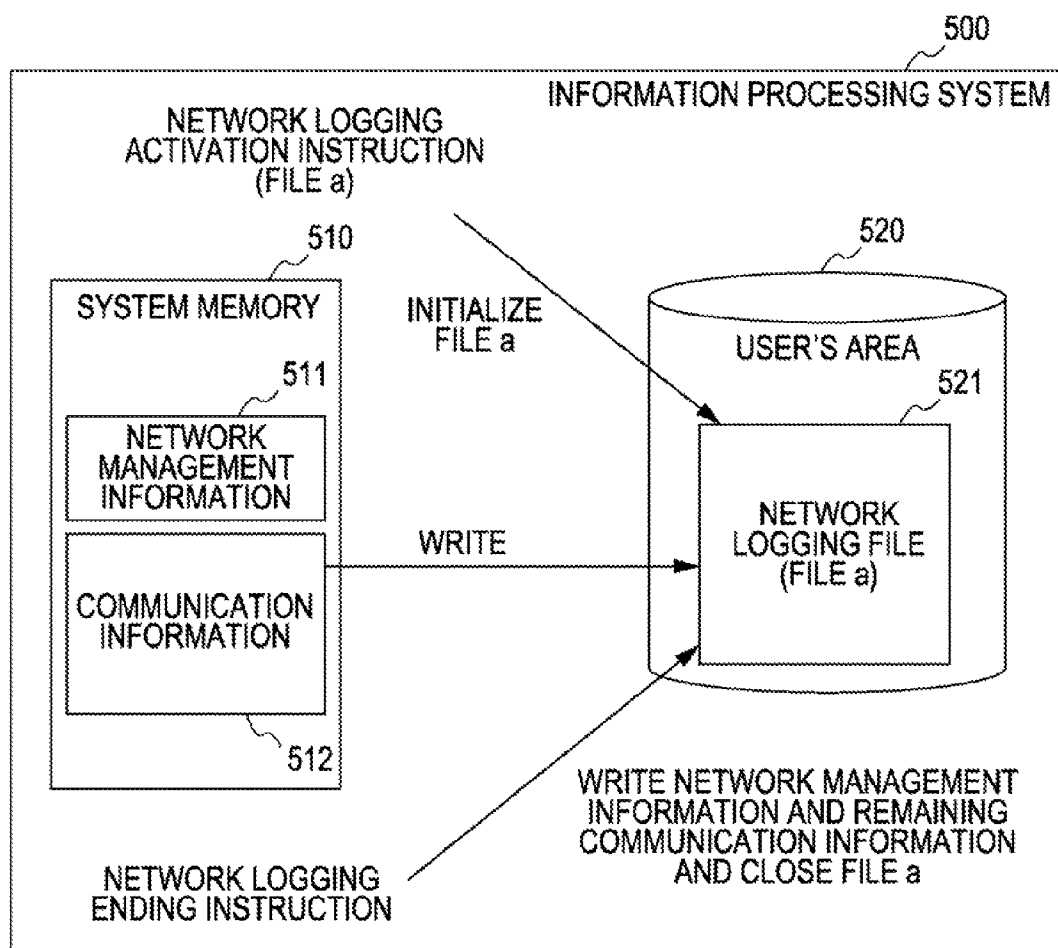 500
INFORMATION PROCESSING SYSTEM
NETWORK LOGGING
ACTIVATION INSTRUCTION
(FILE a)
510
SYSTEM MEMORY
511
NETWORK
MANAGEMENT
INFORMATION
COMMUNICATION
INFORMATION
512
INITIALIZE
FILE a
WRITE
520
USER'S AREA
521
NETWORK
LOGGING FILE
(FILE a)
NETWORK LOGGING
ENDING INSTRUCTION
WRITE NETWORK MANAGEMENT
INFORMATION AND REMAINING
COMMUNICATION INFORMATION
AND CLOSE FILE a